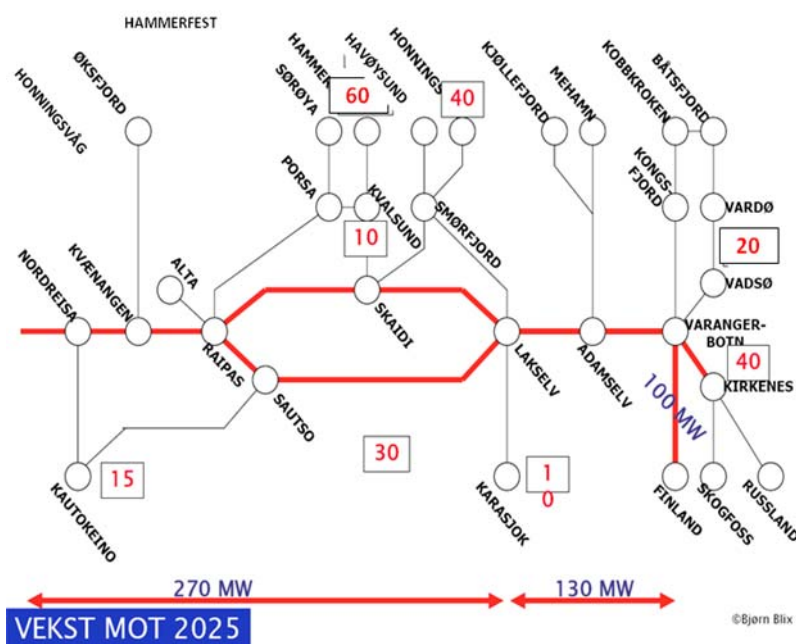 HAMMERFEST
ØKSFJORD
HONNINGSVÅG
SØRØYA
HAVØYSUND
60
HONNINGS
40
KJØLLEFJORD
MEHAMN
KOBBKROKEN
BÅTSFJORD
PORSA
KVALSUND
10
SMØRFJORD
KONGS-
FJORD
VARDØ
20
VADSØ
ALTA
NORDREISA
KVÆNANGEN
RAIPAS
SKAIDI
LAKSELV
ADAMSELV
VARANGER-
BOTN
40
KIRKENES
SAUTSO
100 MW
30
15
KAUTOKEINO
1
0
KARASJOK
FINLAND
SKOGFOSS
RUSSLAND
270 MW
130 MW
VEKST MOT 2025
©Bjørn Blix